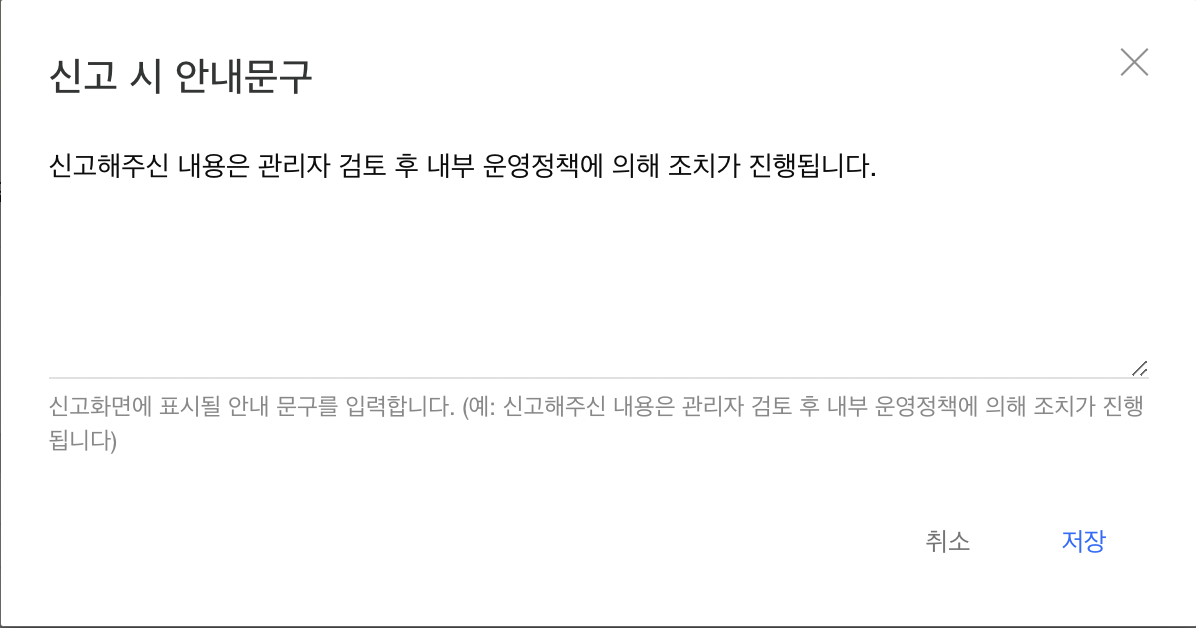 신고 시 안내문구
신고해주신 내용은 관리자 검토 후 내부 운영정책에 의해 조치가 진행됩니다.
신고화면에 표시될 안내 문구를 입력합니다. (예: 신고해주신 내용은 관리자 검토 후 내부 운영정책에 의해 조치가 진행
됩니다)
취소 저장